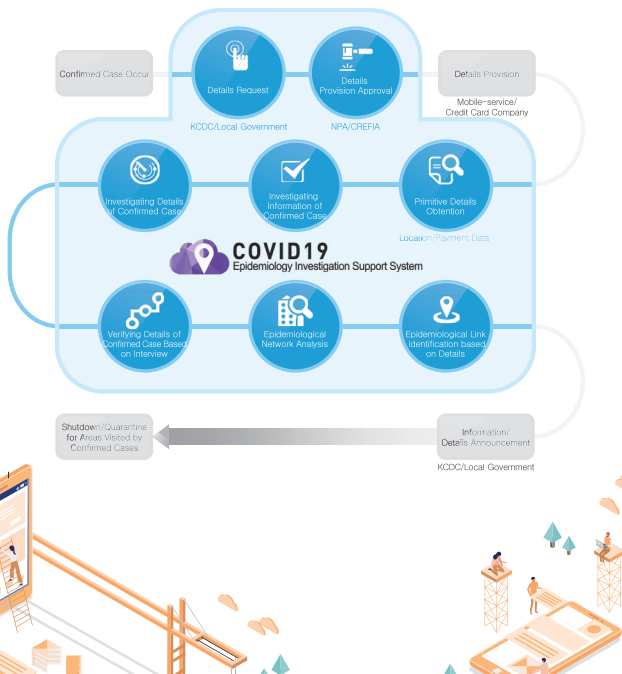 Confirmed Case Occur
Details Request
KCDC/Local Government
Details
Provision Approval
NPA/CREFIA
Details Provision
Mobile-service/
Credit Card Company
Investigating Details
of Confirmed Case
Investigating
Information of
Confirmed Case
Primitive Details
Obtention
Location/Payment Data
COVID19
Epidemiology Investigation Support System
Verifying Details of
Confirmed Case Based
on Interview
Epidemiological
Network Analysis
Epidemiological Link
Identification based
on Details
Shutdown/Quarantine
for Areas Visited by
Confirmed Cases
Information/
Details Announcement
KCDC/Local Government